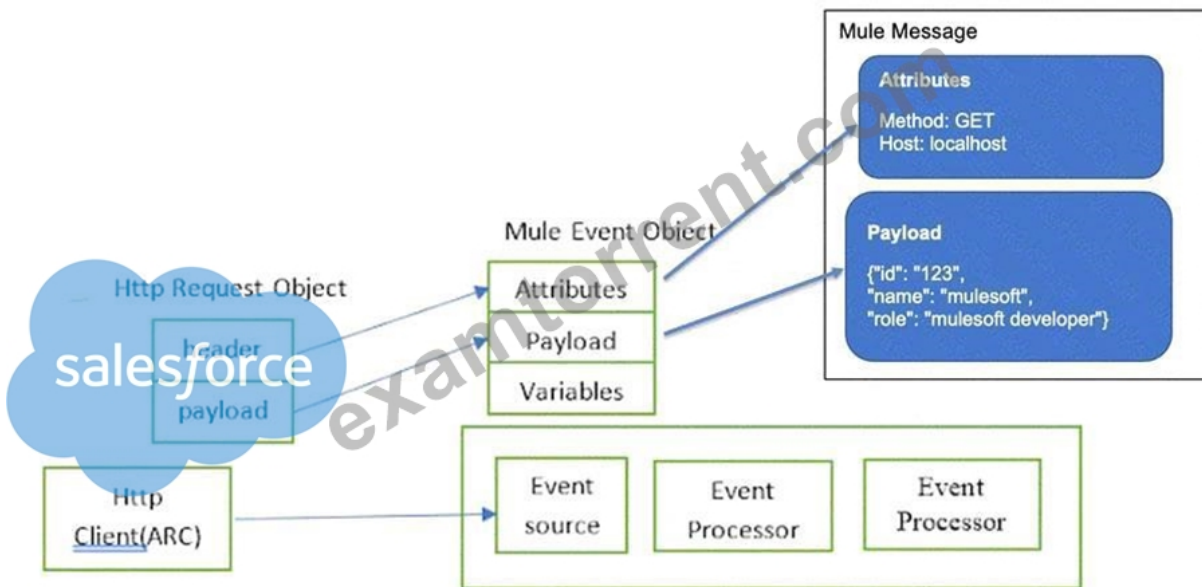 Mule Message
Attributes
Method: GET
Host: localhost
Payload
{"id": "123",
"name": "mulesoft",
"role": "mulesoft developer"}
Mule Event Object
Attributes
Payload
Variables
Http Request Object
header
payload
salesforce
examtorrent.com
Http
Client(ARC)
Event
source
Event
Processor
Event
Processor